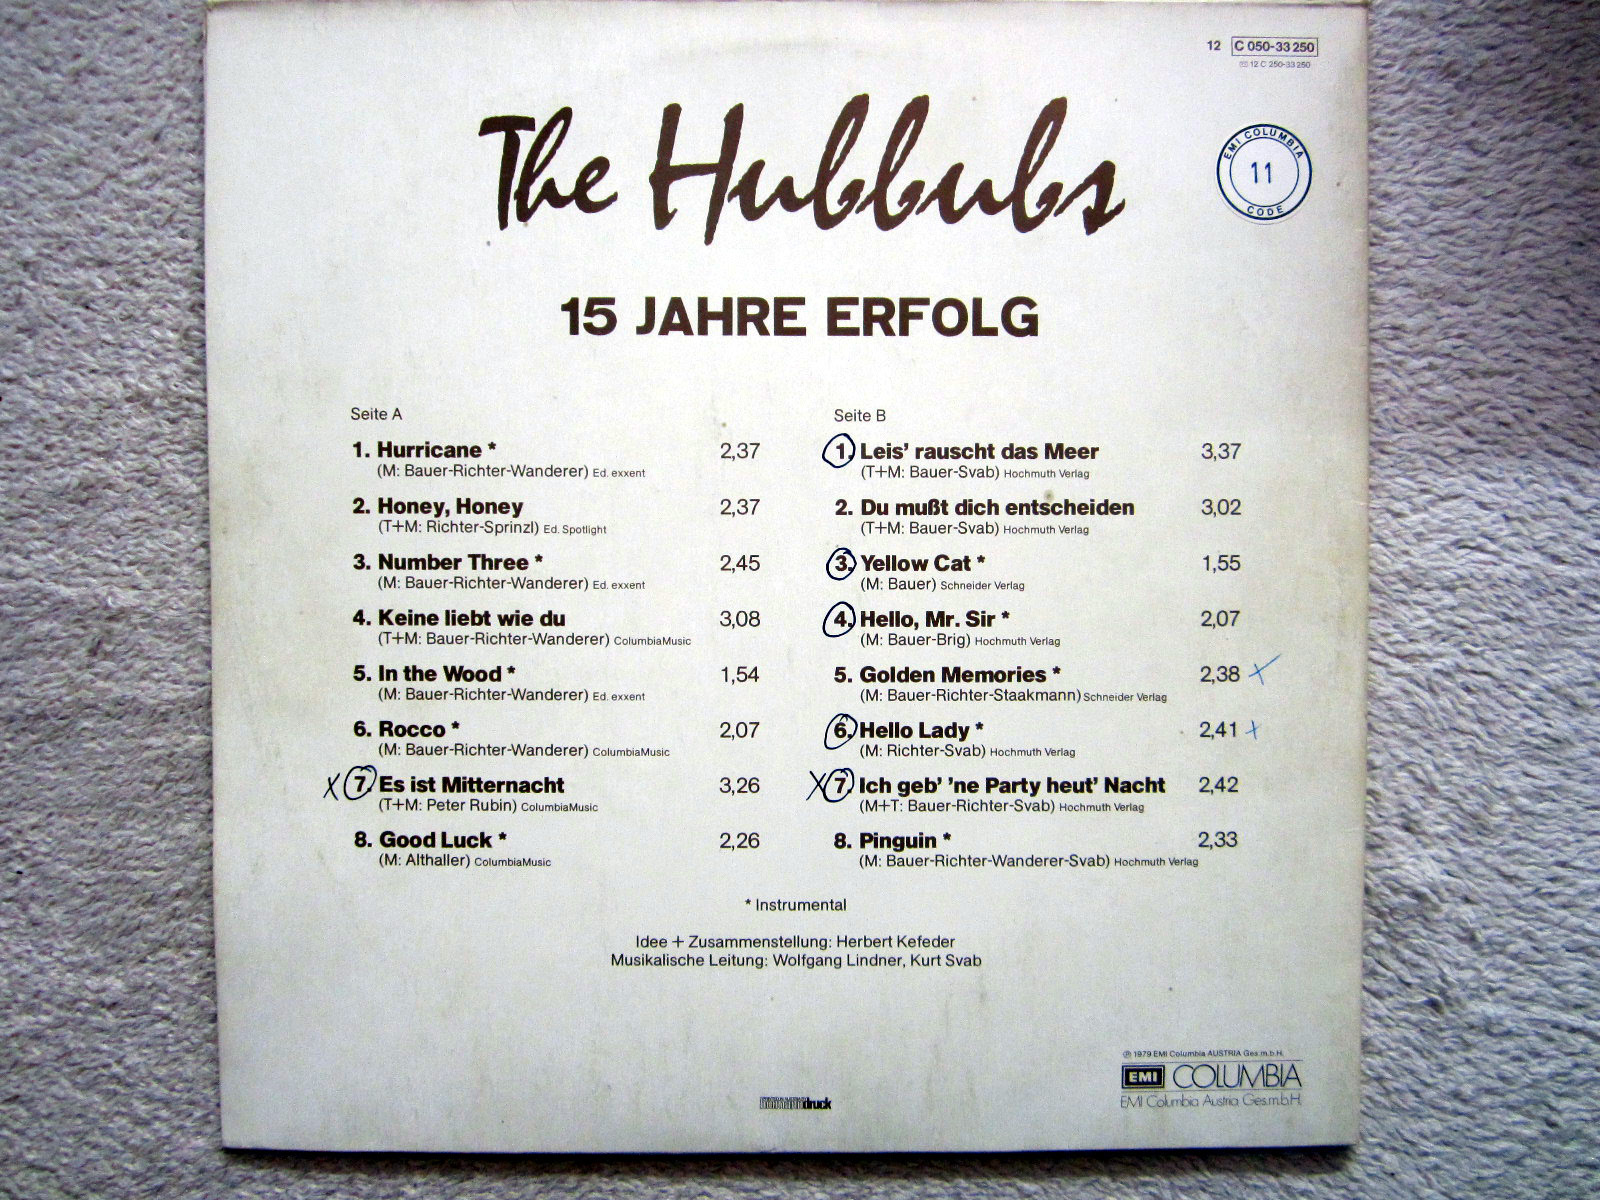 12 C 050-33 250
12 C 250-33 250
The Hubbubs
EMI COLUMBIA
11
CODE
15 JAHRE ERFOLG
Seite A
1. Hurricane * 2,37
(M: Bauer-Richter-Wanderer) Ed. exxent
2. Honey, Honey 2,37
(T+M: Richter-Sprinzl) Ed. Spotlight
3. Number Three * 2,45
(M: Bauer-Richter-Wanderer) Ed. exxent
4. Keine liebt wie du 3,08
(T+M: Bauer-Richter-Wanderer) ColumbiaMusic
5. In the Wood * 1,54
(M: Bauer-Richter-Wanderer) Ed. exxent
6. Rocco * 2,07
(M: Bauer-Richter-Wanderer) ColumbiaMusic
X 7. Es ist Mitternacht 3,26
(T+M: Peter Rubin) ColumbiaMusic
8. Good Luck * 2,26
(M: Althaller) ColumbiaMusic
Seite B
1. Leis' rauscht das Meer 3,37
(T+M: Bauer-Svab) Hochmuth Verlag
2. Du mußt dich entscheiden 3,02
(T+M: Bauer-Svab) Hochmuth Verlag
3. Yellow Cat * 1,55
(M: Bauer) Schneider Verlag
4. Hello, Mr. Sir * 2,07
(M: Bauer-Brig) Hochmuth Verlag
5. Golden Memories * 2,38 X
(M: Bauer-Richter-Staakmann) Schneider Verlag
6. Hello Lady * 2,41 X
(M: Richter-Svab) Hochmuth Verlag
X 7. Ich geb' 'ne Party heut' Nacht 2,42
(M+T: Bauer-Richter-Svab) Hochmuth Verlag
8. Pinguin * 2,33
(M: Bauer-Richter-Wanderer-Svab) Hochmuth Verlag
* Instrumental
Idee + Zusammenstellung: Herbert Kefeder
Musikalische Leitung: Wolfgang Lindner, Kurt Svab
℗ 1979 EMI Columbia AUSTRIA Ges.m.b.H.
EMI COLUMBIA
EMI Columbia Austria Ges.m.b.H.
druck